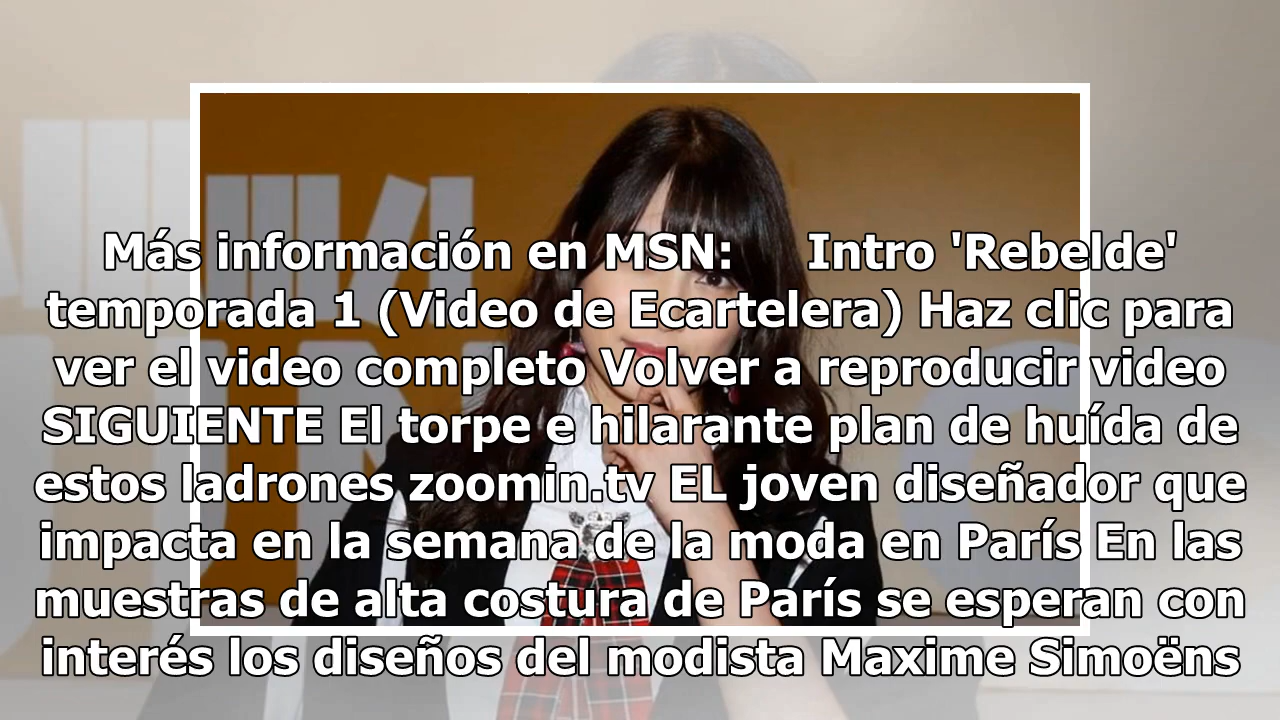 Más información en MSN: Intro 'Rebelde'
temporada 1 (Video de Ecartelera) Haz clic para
ver el video completo Volver a reproducir video
SIGUIENTE El torpe e hilarante plan de huída de
estos ladrones zoomin.tv EL joven diseñador que
impacta en la semana de la moda en París En las
muestras de alta costura de París se esperan con
interés los diseños del modista Maxime Simoëns